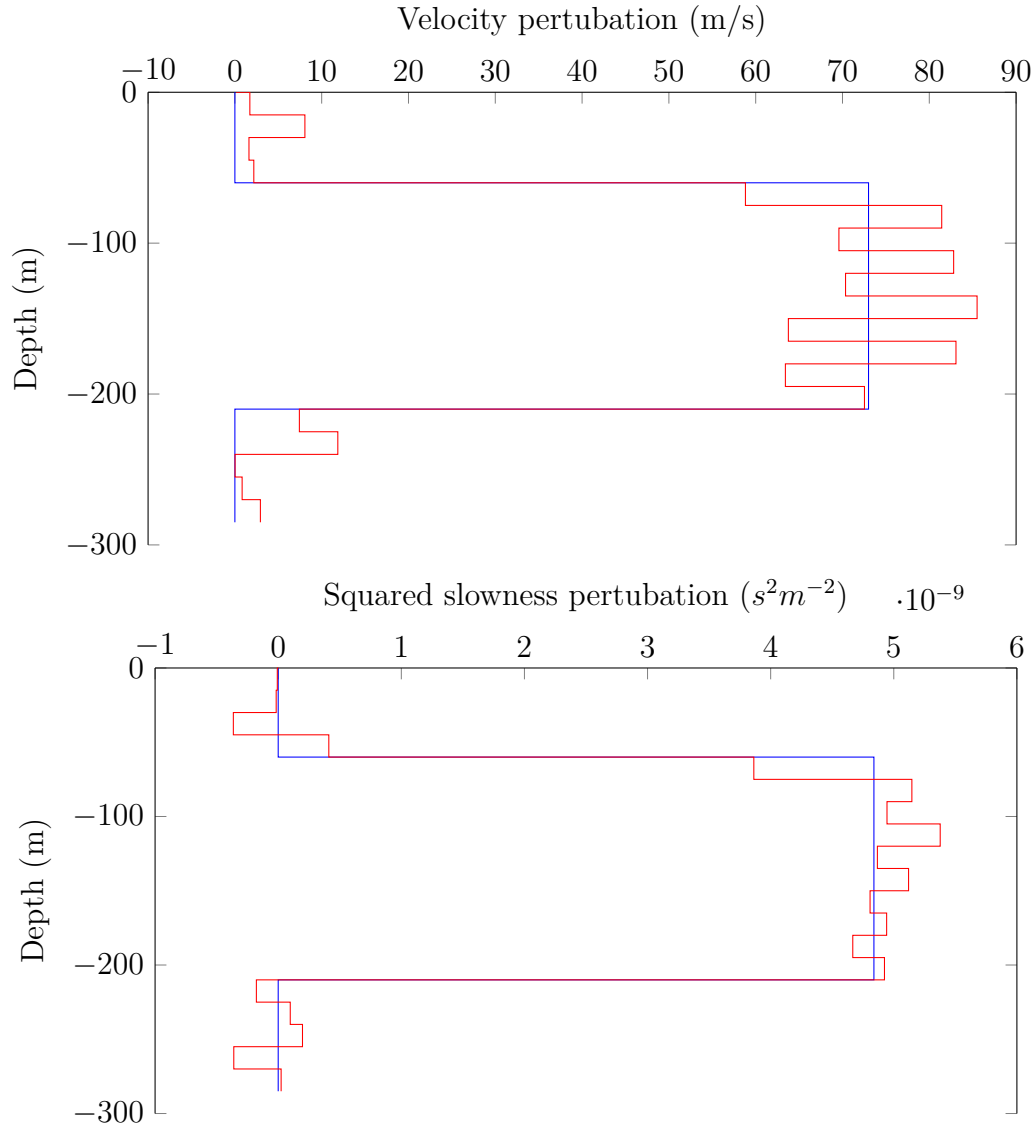 Velocity pertubation (m/s)
−10 0 10 20 30 40 50 60 70 80 90
0
−100
−200
−300
Depth (m)
Squared slowness pertubation (s²m⁻²) ·10⁻⁹
−1 0 1 2 3 4 5 6
0
−100
−200
−300
Depth (m)